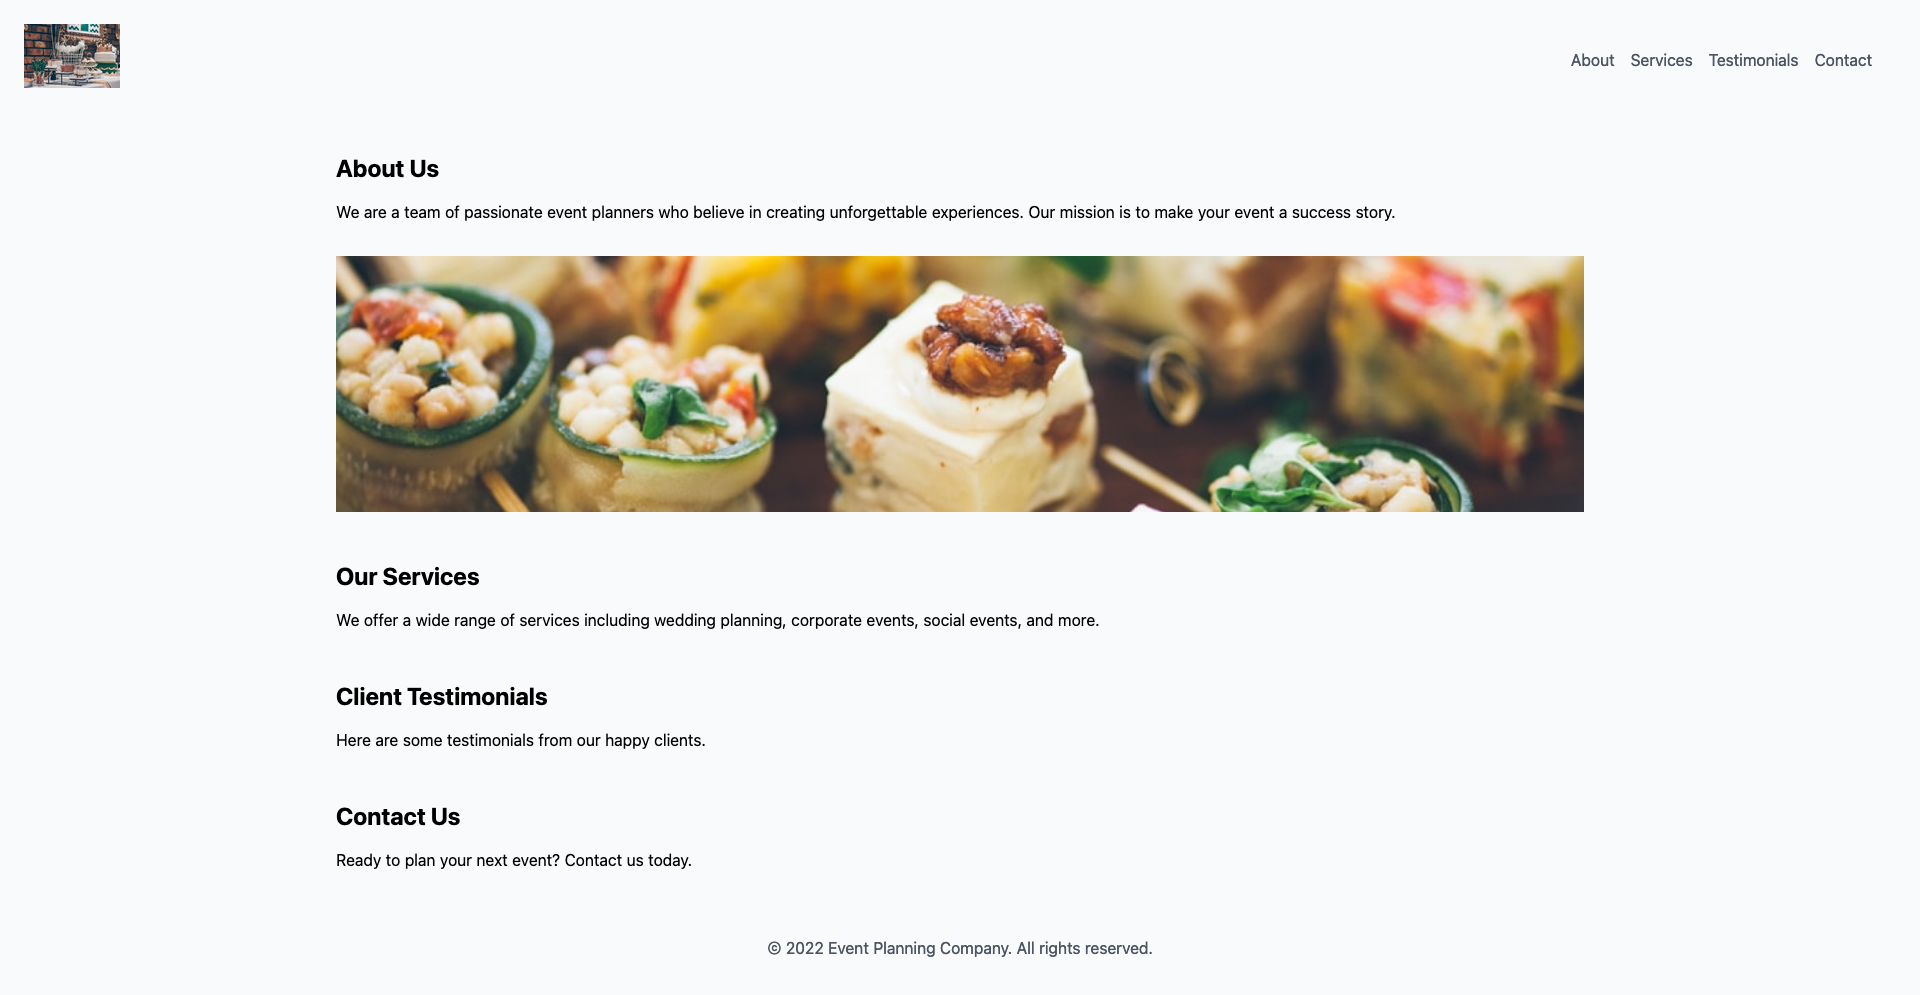 About Services Testimonials Contact
About Us
We are a team of passionate event planners who believe in creating unforgettable experiences. Our mission is to make your event a success story.
Our Services
We offer a wide range of services including wedding planning, corporate events, social events, and more.
Client Testimonials
Here are some testimonials from our happy clients.
Contact Us
Ready to plan your next event? Contact us today.
© 2022 Event Planning Company. All rights reserved.